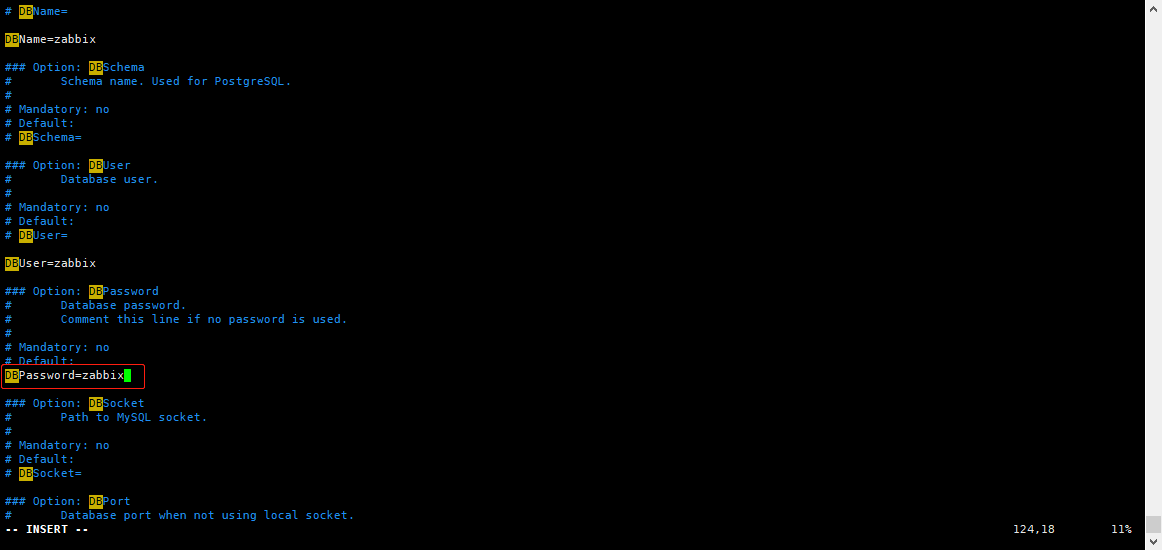 # DBName=
DBName=zabbix
### Option: DBSchema
#       Schema name. Used for PostgreSQL.
#
# Mandatory: no
# Default:
# DBSchema=
### Option: DBUser
#       Database user.
#
# Mandatory: no
# Default:
# DBUser=
DBUser=zabbix
### Option: DBPassword
#       Database password.
#       Comment this line if no password is used.
#
# Mandatory: no
# Default:
DBPassword=zabbix
### Option: DBSocket
#       Path to MySQL socket.
#
# Mandatory: no
# Default:
# DBSocket=
### Option: DBPort
#       Database port when not using local socket.
-- INSERT -- 124,18 11%